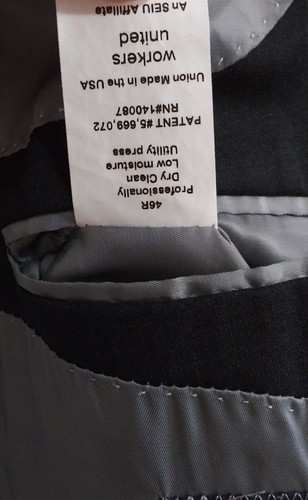 46R
Professionally
Dry Clean
Low moisture
Utility press
PATENT #5,669,072
RN#140087
Union Made in the USA
workers
united
An SEIU Affiliate